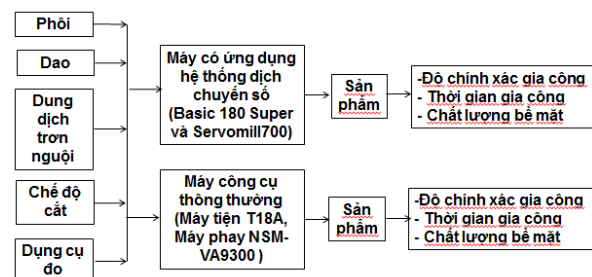 Phôi
Dao
Dung
dịch
trơn
nguội
Chế độ
cắt
Dụng cụ
đo
Máy có ứng dụng
hệ thống dịch
chuyển số
(Basic 180 Super
và Servomill700)
Sản
phẩm
-Độ chính xác gia công
- Thời gian gia công
- Chất lượng bề mặt
Máy công cụ
thông thường
(Máy tiện T18A,
Máy phay NSM-
VA9300 )
Sản
phẩm
-Độ chính xác gia công
- Thời gian gia công
- Chất lượng bề mặt